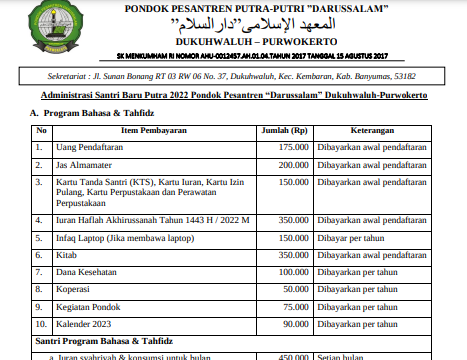 PONDOK PESANTREN PUTRA-PUTRI "DARUSSALAM"
المعهد الإسلامى"دارالسلام"
DUKUHWALUH – PURWOKERTO
SK MENKUMHAM RI NOMOR AHU-0012457.AH.01.04.TAHUN 2017 TANGGAL 15 AGUSTUS 2017
Sekretariat : Jl. Sunan Bonang RT 03 RW 06 No. 37, Dukuhwaluh, Kec. Kembaran, Kab. Banyumas, 53182
Administrasi Santri Baru Putra 2022 Pondok Pesantren "Darussalam" Dukuhwaluh-Purwokerto
A. Program Bahasa & Tahfidz
No Item Pembayaran Jumlah (Rp) Keterangan
1. Uang Pendaftaran 175.000 Dibayarkan awal pendaftaran
2. Jas Almamater 200.000 Dibayarkan awal pendaftaran
3. Kartu Tanda Santri (KTS), Kartu Iuran, Kartu Izin 150.000 Dibayarkan awal pendaftaran
Pulang, Kartu Perpustakaan dan Perawatan
Perpustakaan
4. Iuran Haflah Akhirussanah Tahun 1443 H / 2022 M 350.000 Dibayarkan awal pendaftaran
5. Infaq Laptop (Jika membawa laptop) 150.000 Dibayar per tahun
6. Kitab 350.000 Dibayarkan awal pendaftaran
7. Dana Kesehatan 100.000 Dibayarkan per tahun
8. Koperasi 50.000 Dibayarkan per tahun
9. Kegiatan Pondok 75.000 Dibayarkan per tahun
10. Kalender 2023 90.000 Dibayarkan per tahun
Santri Program Bahasa & Tahfidz
a. Iuran syahriyah & konsumsi untuk bulan 450.000 Setiap bulan